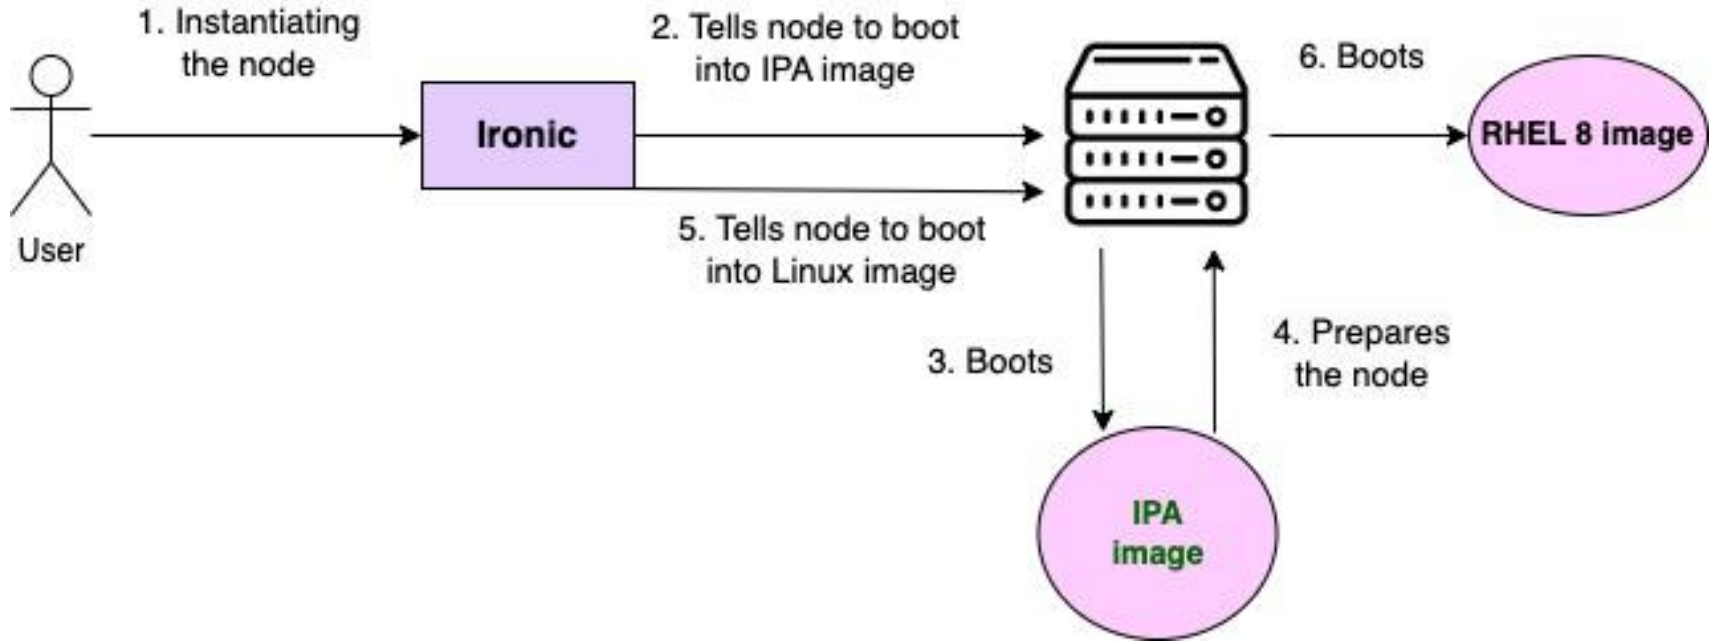 1. Instantiating
the node
2. Tells node to boot
into IPA image
6. Boots
Ironic
RHEL 8 image
User
5. Tells node to boot
into Linux image
3. Boots
4. Prepares
the node
IPA
image